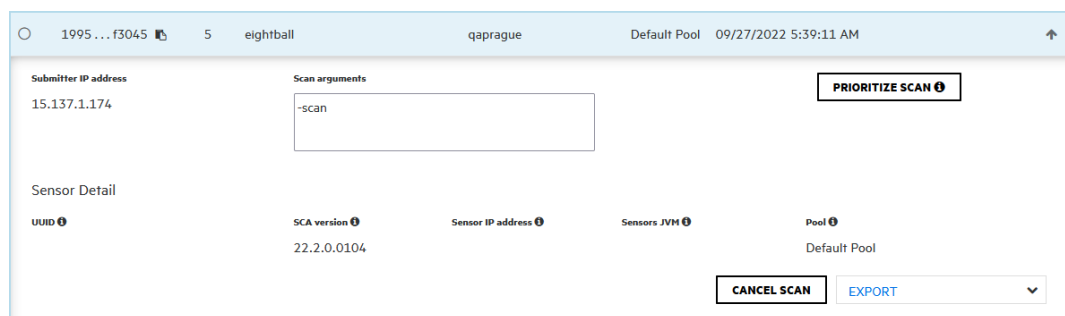 1995...f3045 5 eightball qaprague Default Pool 09/27/2022 5:39:11 AM
Submitter IP address Scan arguments
PRIORITIZE SCAN
15.137.1.174 -scan
Sensor Detail
UUID SCA version Sensor IP address Sensors JVM Pool
22.2.0.0104 Default Pool
CANCEL SCAN EXPORT